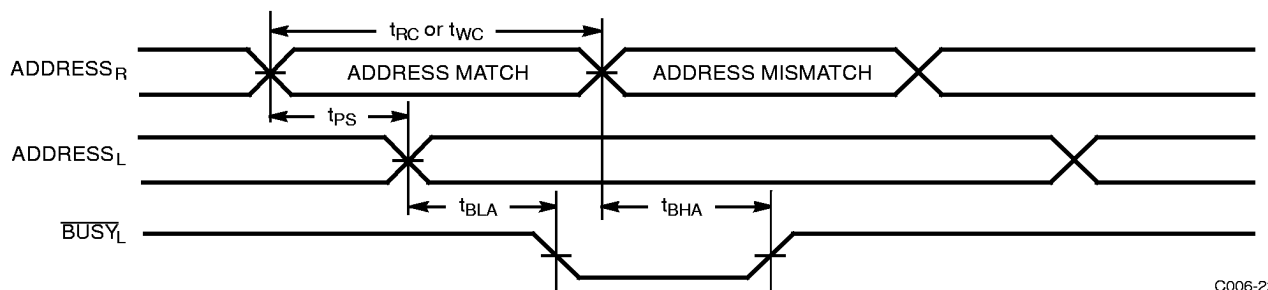 tRC or tWC
ADDRESSR
ADDRESS MATCH
ADDRESS MISMATCH
tPS
ADDRESSL
tBLA
tBHA
BUSYL